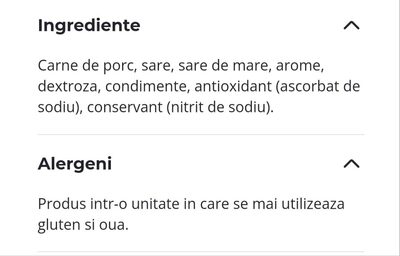 Ingrediente
Carne de porc, sare, sare de mare, arome,
dextroza, condimente, antioxidant (ascorbat de
sodiu), conservant (nitrit de sodiu).
Alergeni
Produs intr-o unitate in care se mai utilizeaza
gluten si oua.